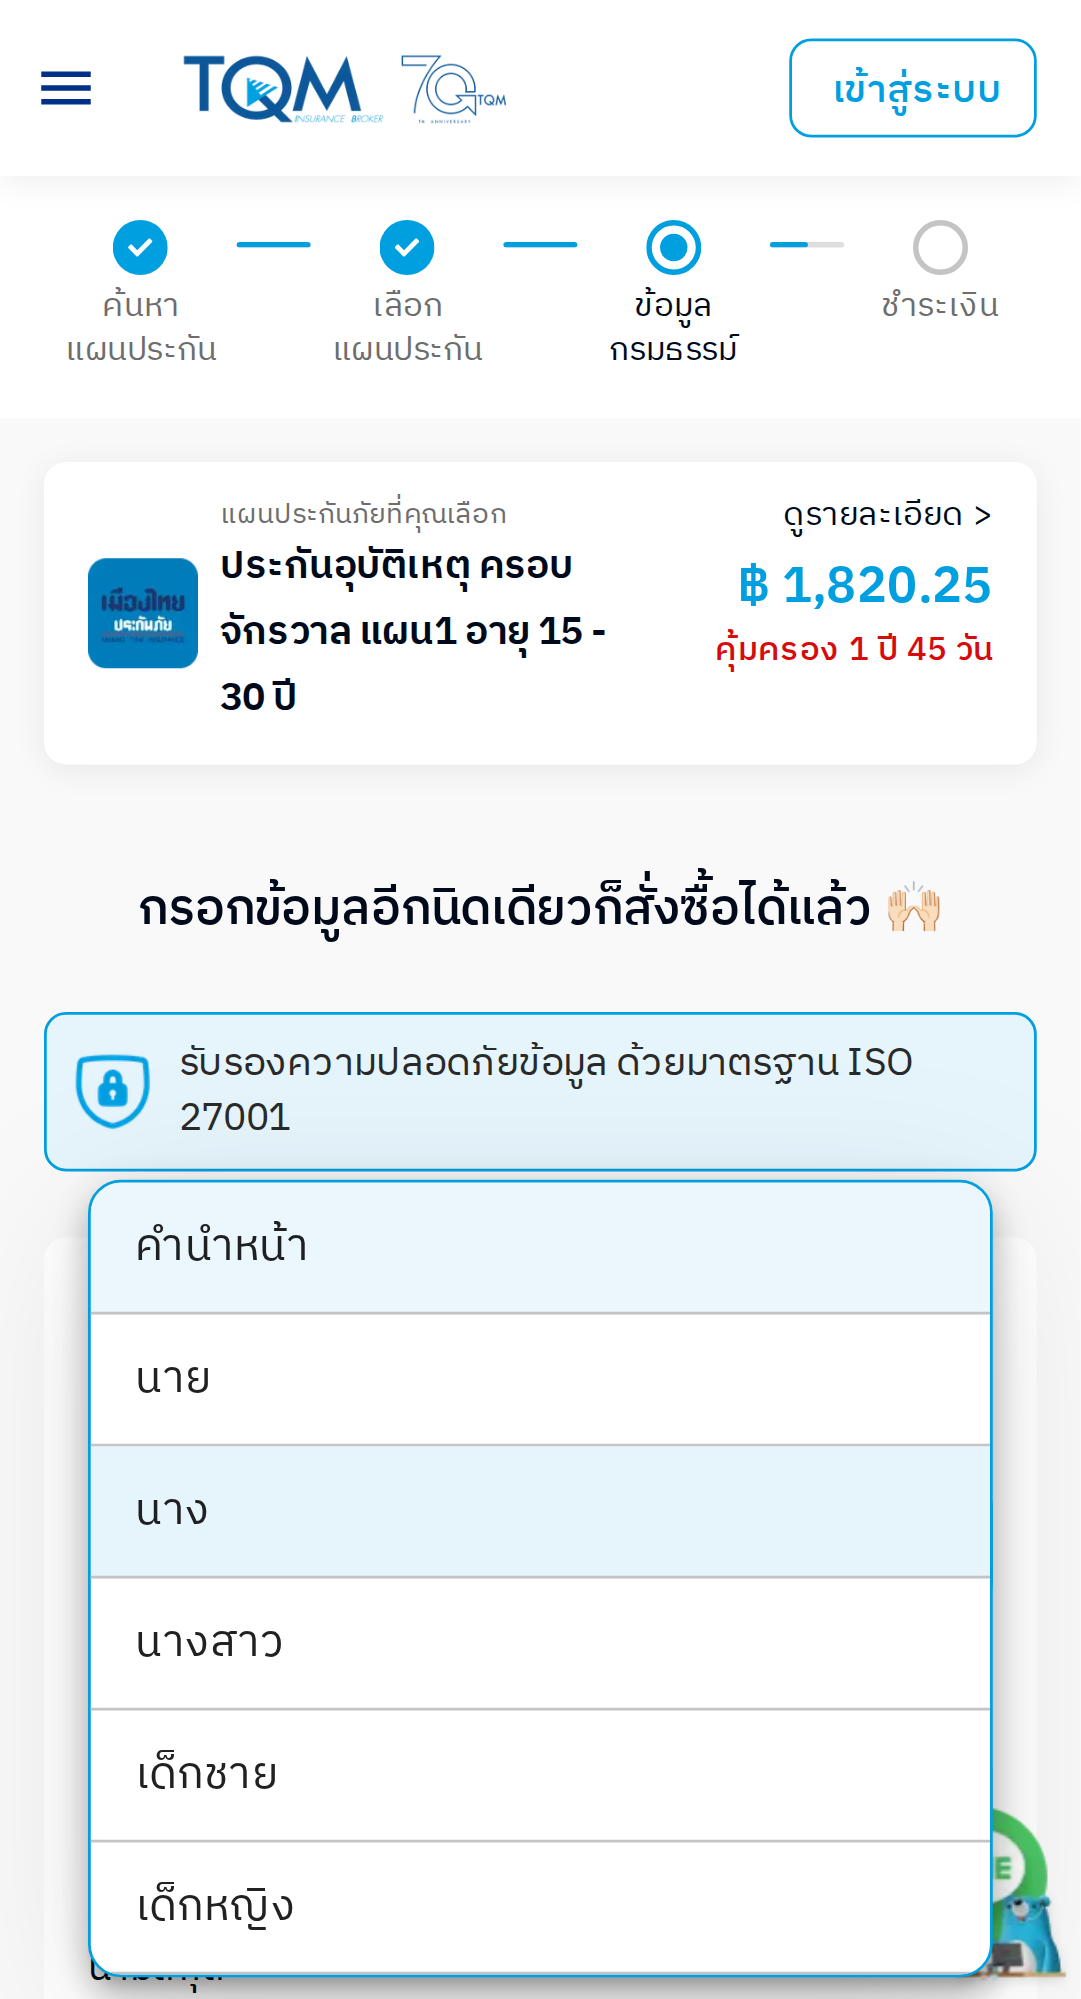 TQM
INSURANCE BROKER
TQM
TH ANNIVERSARY
เข้าสู่ระบบ
ค้นหา
แผนประกัน
เลือก
แผนประกัน
ข้อมูล
กรมธรรม์
ชำระเงิน
แผนประกันภัยที่คุณเลือก
ประกันอุบัติเหตุ ครอบ
จักรวาล แผน1 อายุ 15 -
30 ปี
เมืองไทย
ประกันภัย
ดูรายละเอียด >
฿ 1,820.25
คุ้มครอง 1 ปี 45 วัน
กรอกข้อมูลอีกนิดเดียวก็สั่งซื้อได้แล้ว 🙌🏻
รับรองความปลอดภัยข้อมูล ด้วยมาตรฐาน ISO
27001
คำนำหน้า
นาย
นาง
นางสาว
เด็กชาย
เด็กหญิง